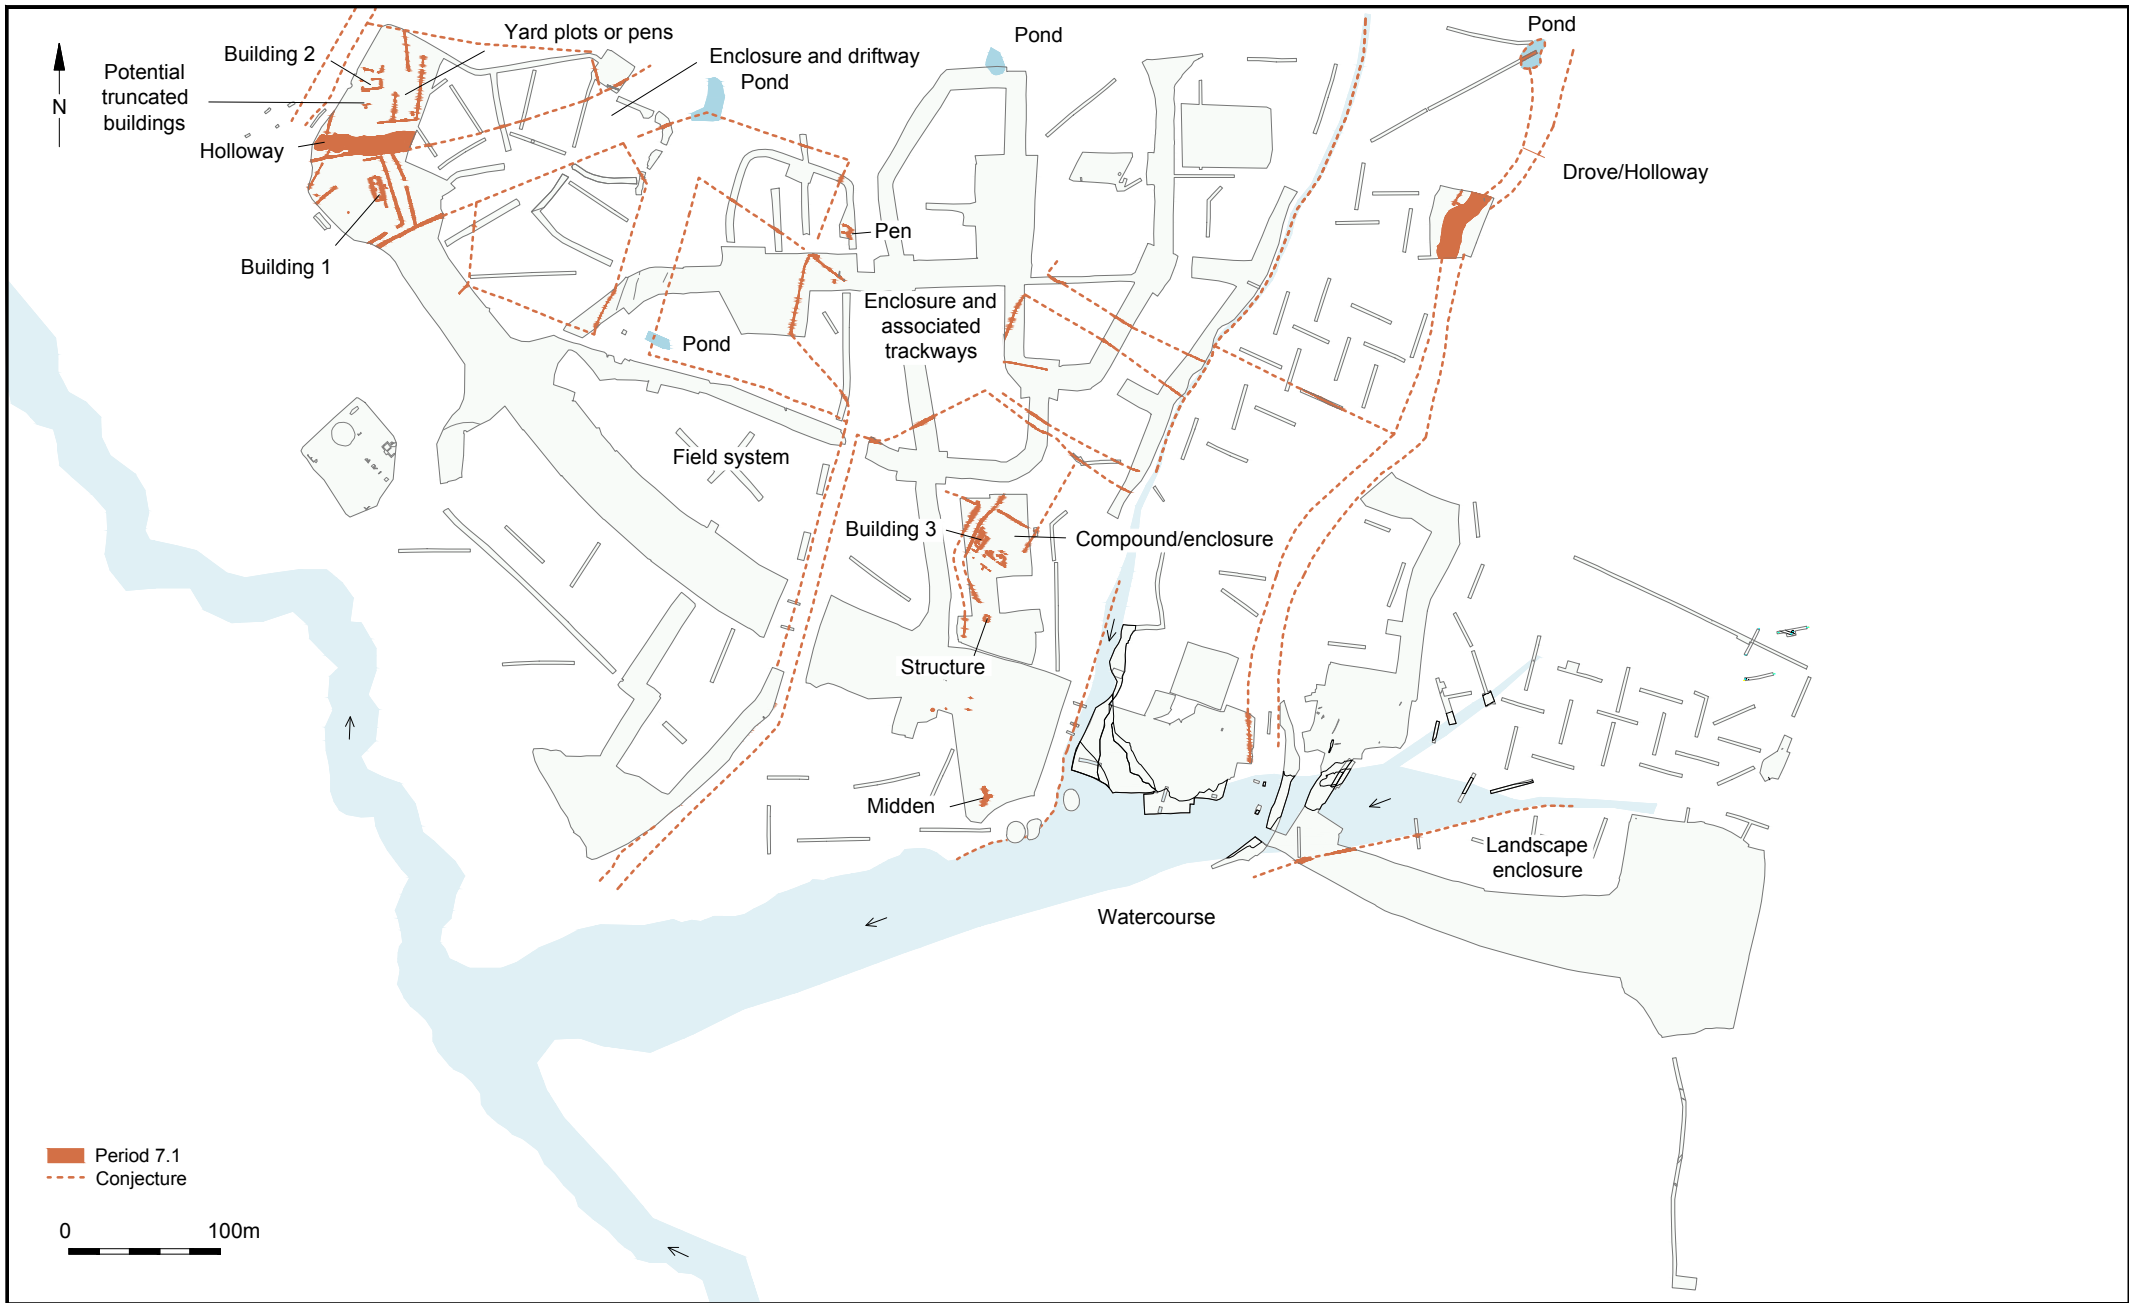 Yard plots or pens
Building 2
Enclosure and driftway
Pond
Pond
Pond
Potential
truncated
buildings
N
Holloway
Drove/Holloway
Pen
Building 1
Enclosure and
associated
trackways
Pond
Field system
Building 3
Compound/enclosure
Structure
Midden
Landscape
enclosure
Watercourse
Period 7.1
Conjecture
0
100m